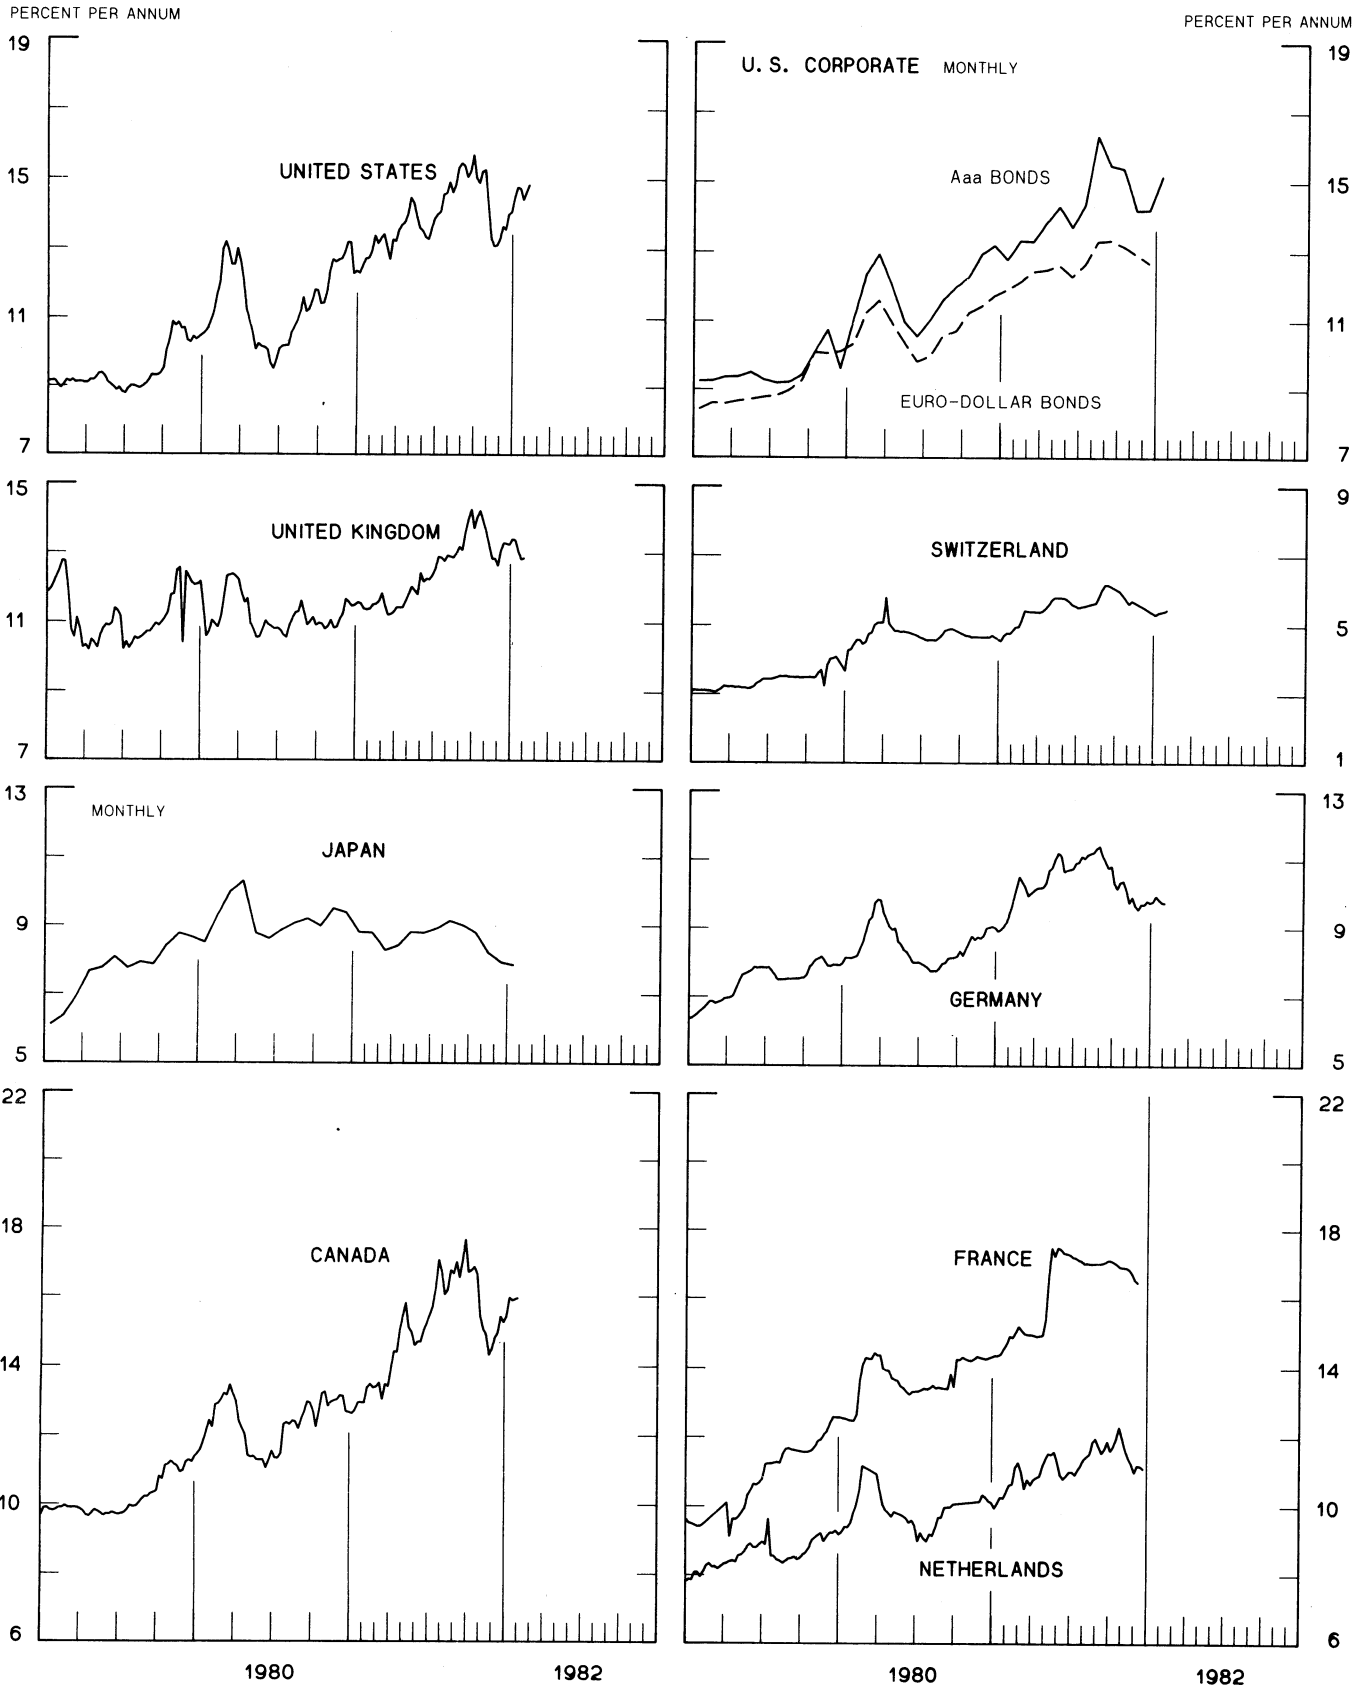 PERCENT PER ANNUM
PERCENT PER ANNUM
19
15
11
7
UNITED STATES
U.S. CORPORATE MONTHLY
Aaa BONDS
EURO-DOLLAR BONDS
19
15
11
7
15
11
7
UNITED KINGDOM
SWITZERLAND
9
5
1
13
9
5
MONTHLY
JAPAN
GERMANY
13
9
5
22
18
14
10
6
CANADA
FRANCE
NETHERLANDS
22
18
14
10
6
1980
1982
1980
1982